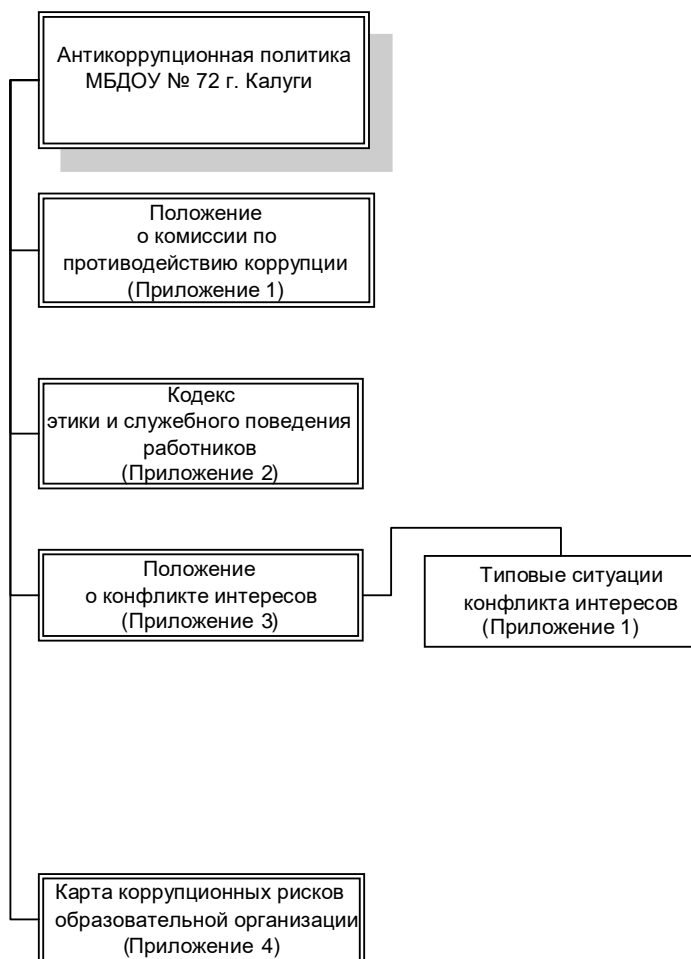 Антикоррупционная политика
МБДОУ № 72 г. Калуги
Положение
о комиссии по
противодействию коррупции
(Приложение 1)
Кодекс
этики и служебного поведения
работников
(Приложение 2)
Положение
о конфликте интересов
(Приложение 3)
Типовые ситуации
конфликта интересов
(Приложение 1)
Карта коррупционных рисков
образовательной организации
(Приложение 4)